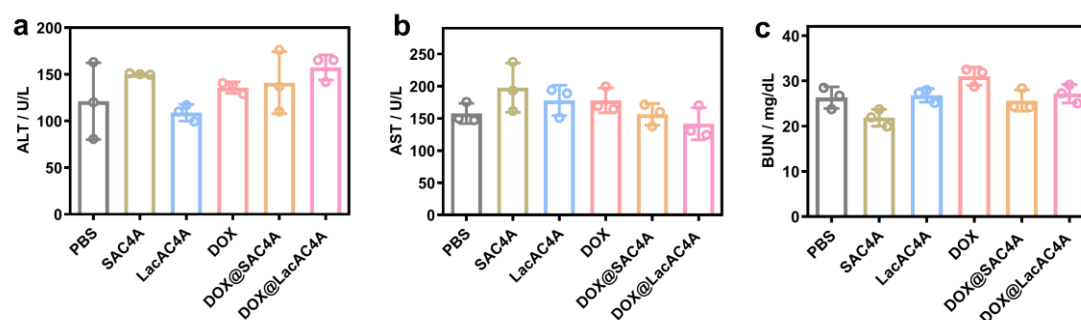 a
ALT / U/L
200
150
100
50
0
PBS
SAC4A
LacAC4A
DOX
DOX@SAC4A
DOX@LacAC4A
b
AST / U/L
250
200
150
100
50
0
PBS
SAC4A
LacAC4A
DOX
DOX@SAC4A
DOX@LacAC4A
c
BUN / mg/dL
40
30
20
10
0
PBS
SAC4A
LacAC4A
DOX
DOX@SAC4A
DOX@LacAC4A